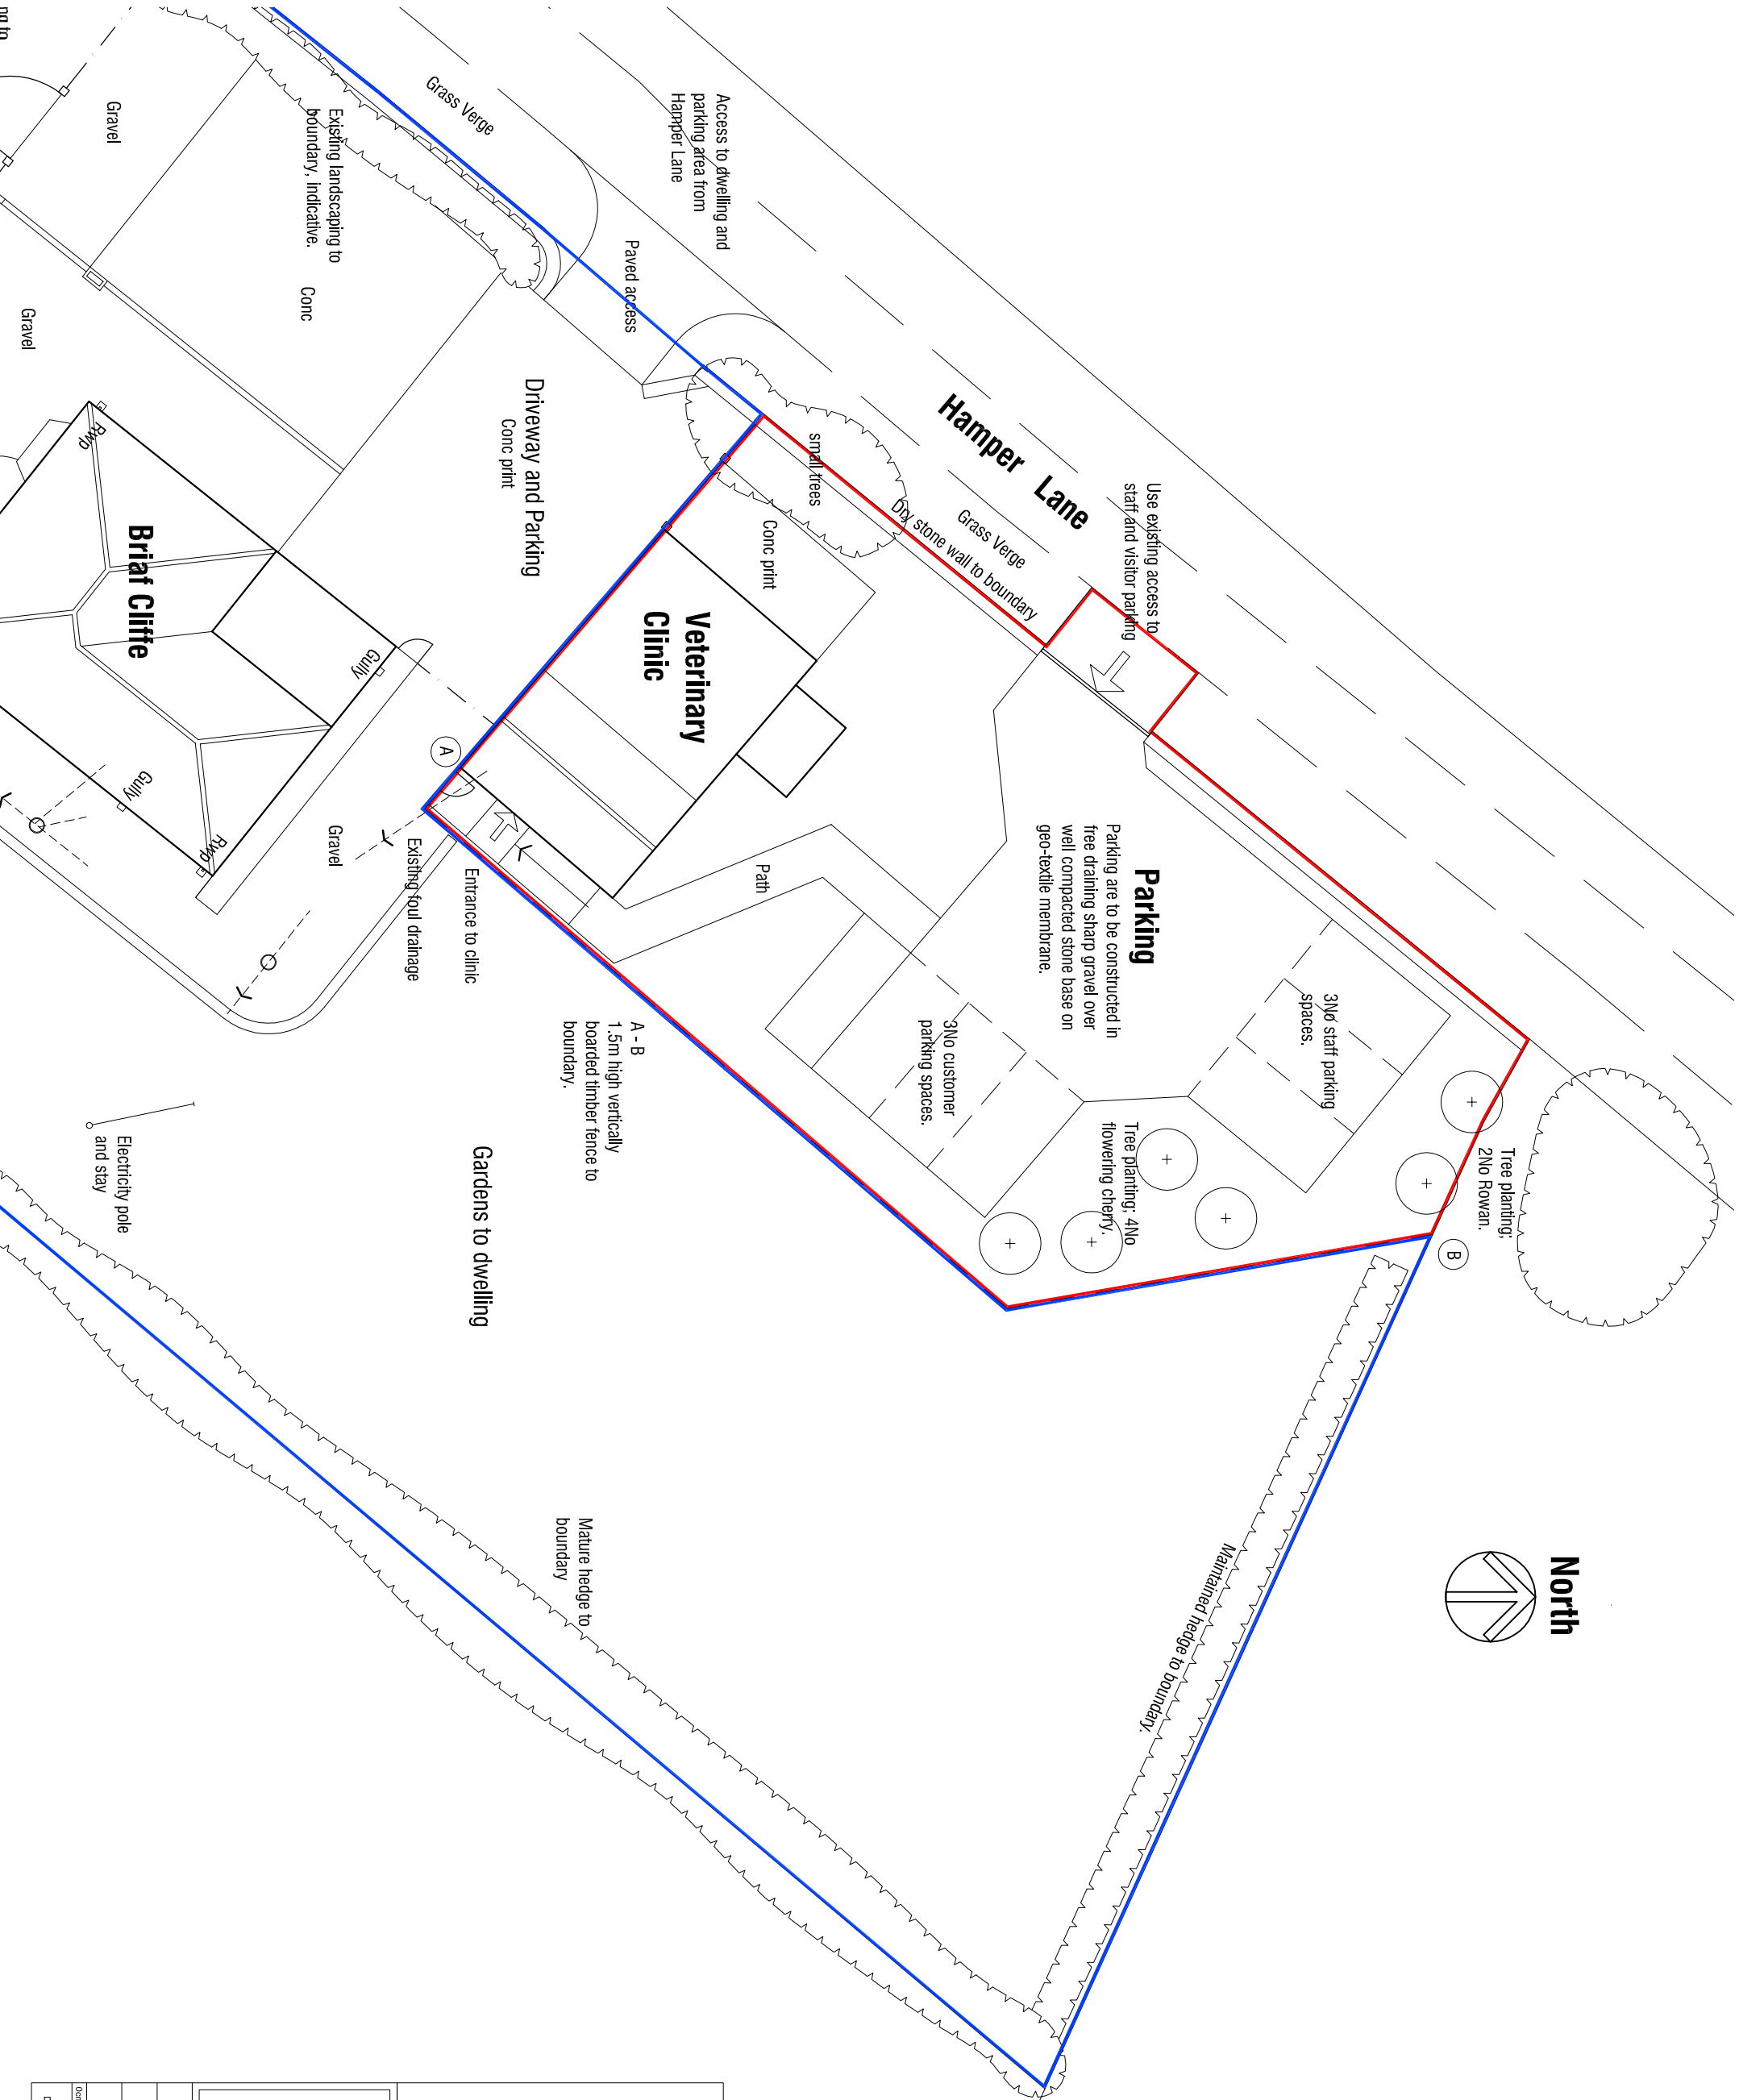 North
Hamper Lane
Access to dwelling and
parking area from
Hamper Lane
Grass Verge
Paved access
Existing landscaping to
boundary, indicative.
Gravel
Conc
Gravel
Driveway and Parking
Conc print
small trees
Conc print
Grass Verge
Dry stone wall to boundary
Use existing access to
staff and visitor parking
Veterinary
Clinic
Briar Cliffe
Rwp
Gully
Gully
Rwp
A
Gravel
Existing foul drainage
Entrance to clinic
Path
Parking
Parking are to be constructed in
free draining sharp gravel over
well compacted stone base on
geo-textile membrane.
3No staff parking
spaces.
3No customer
parking spaces.
A - B
1.5m high vertically
boarded timber fence to
boundary.
Tree planting; 4No
flowering cherry.
Tree planting;
2No Rowan.
B
Electricity pole
and stay
Gardens to dwelling
Mature hedge to
boundary
Maintained hedge to boundary.